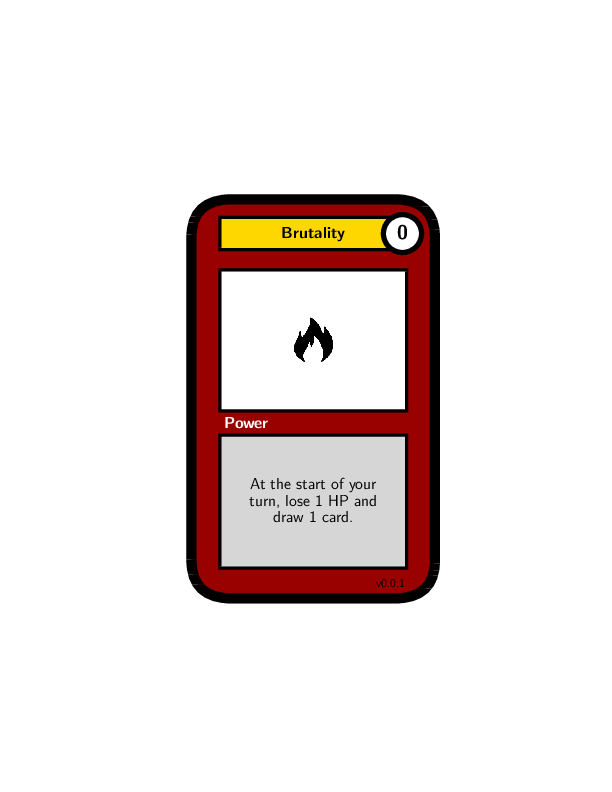 Brutality
0
Power
At the start of your
turn, lose 1 HP and
draw 1 card.
v0.0.1